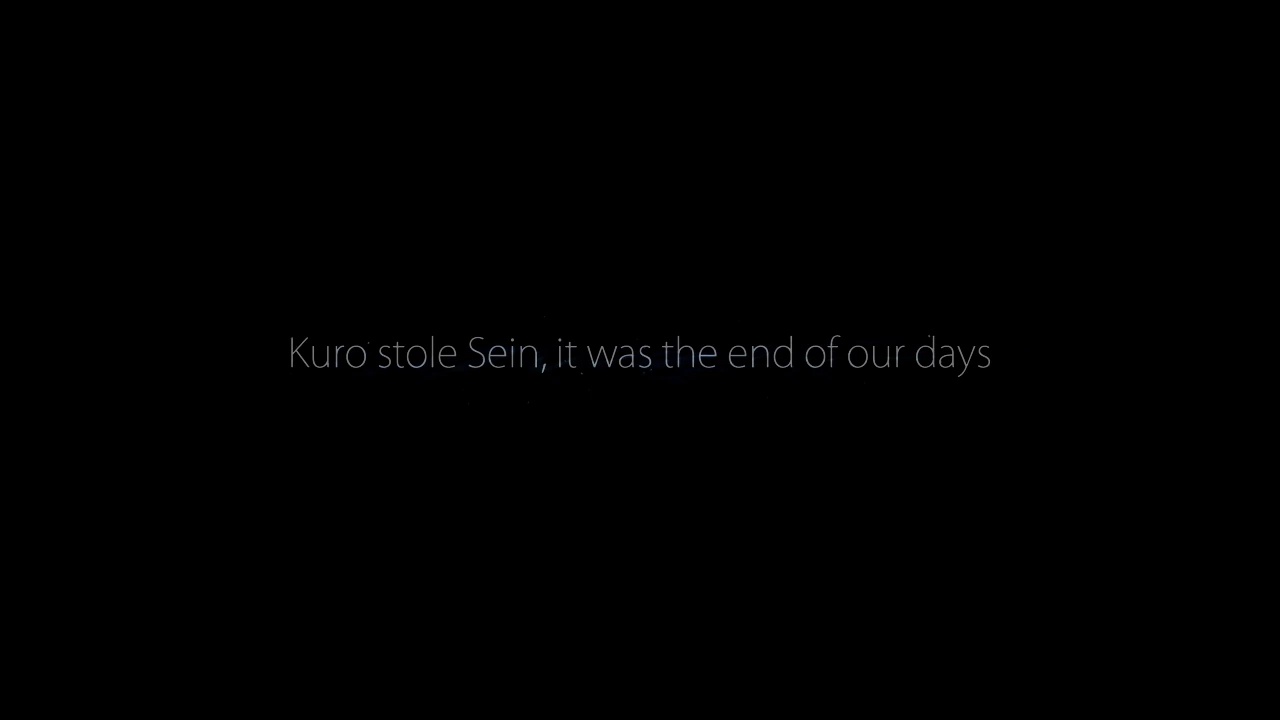 Kuro stole Sein, it was the end of our days